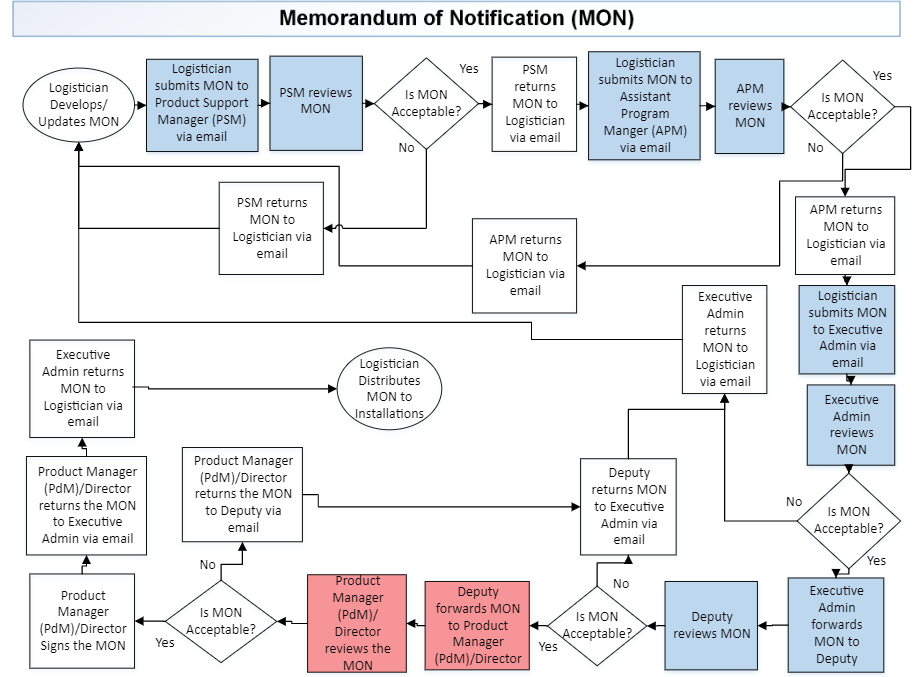 Memorandum of Notification (MON)
Logistician
Develops/
Updates MON
Logistician
submits MON to
Product Support
Manager (PSM)
via email
PSM reviews
MON
Is MON
Acceptable?
Yes
No
PSM
returns
MON to
Logistician
via email
Logistician
submits MON to
Assistant
Program
Manger (APM)
via email
APM
reviews
MON
Is MON
Acceptable?
Yes
No
PSM returns
MON to
Logistician via
email
APM returns
MON to
Logistician via
email
APM returns
MON to
Logistician via
email
Logistician
submits MON
to Executive
Admin via
email
Executive
Admin
reviews
MON
Is MON
Acceptable?
No
Yes
Executive
Admin
returns
MON to
Logistician
via email
Executive
Admin
forwards
MON to
Deputy
Deputy
reviews MON
Is MON
Acceptable?
No
Yes
Deputy
returns MON
to Executive
Admin via
email
Deputy
forwards MON
to Product
Manager
(PdM)/Director
Product
Manager
(PdM)/
Director
reviews the
MON
Is MON
Acceptable?
No
Yes
Product Manager
(PdM)/Director
returns the MON
to Deputy via
email
Product
Manager
(PdM)/Director
Signs the MON
Product Manager
(PdM)/Director
returns the MON
to Executive
Admin via email
Executive
Admin returns
MON to
Logistician via
email
Logistician
Distributes
MON to
Installations